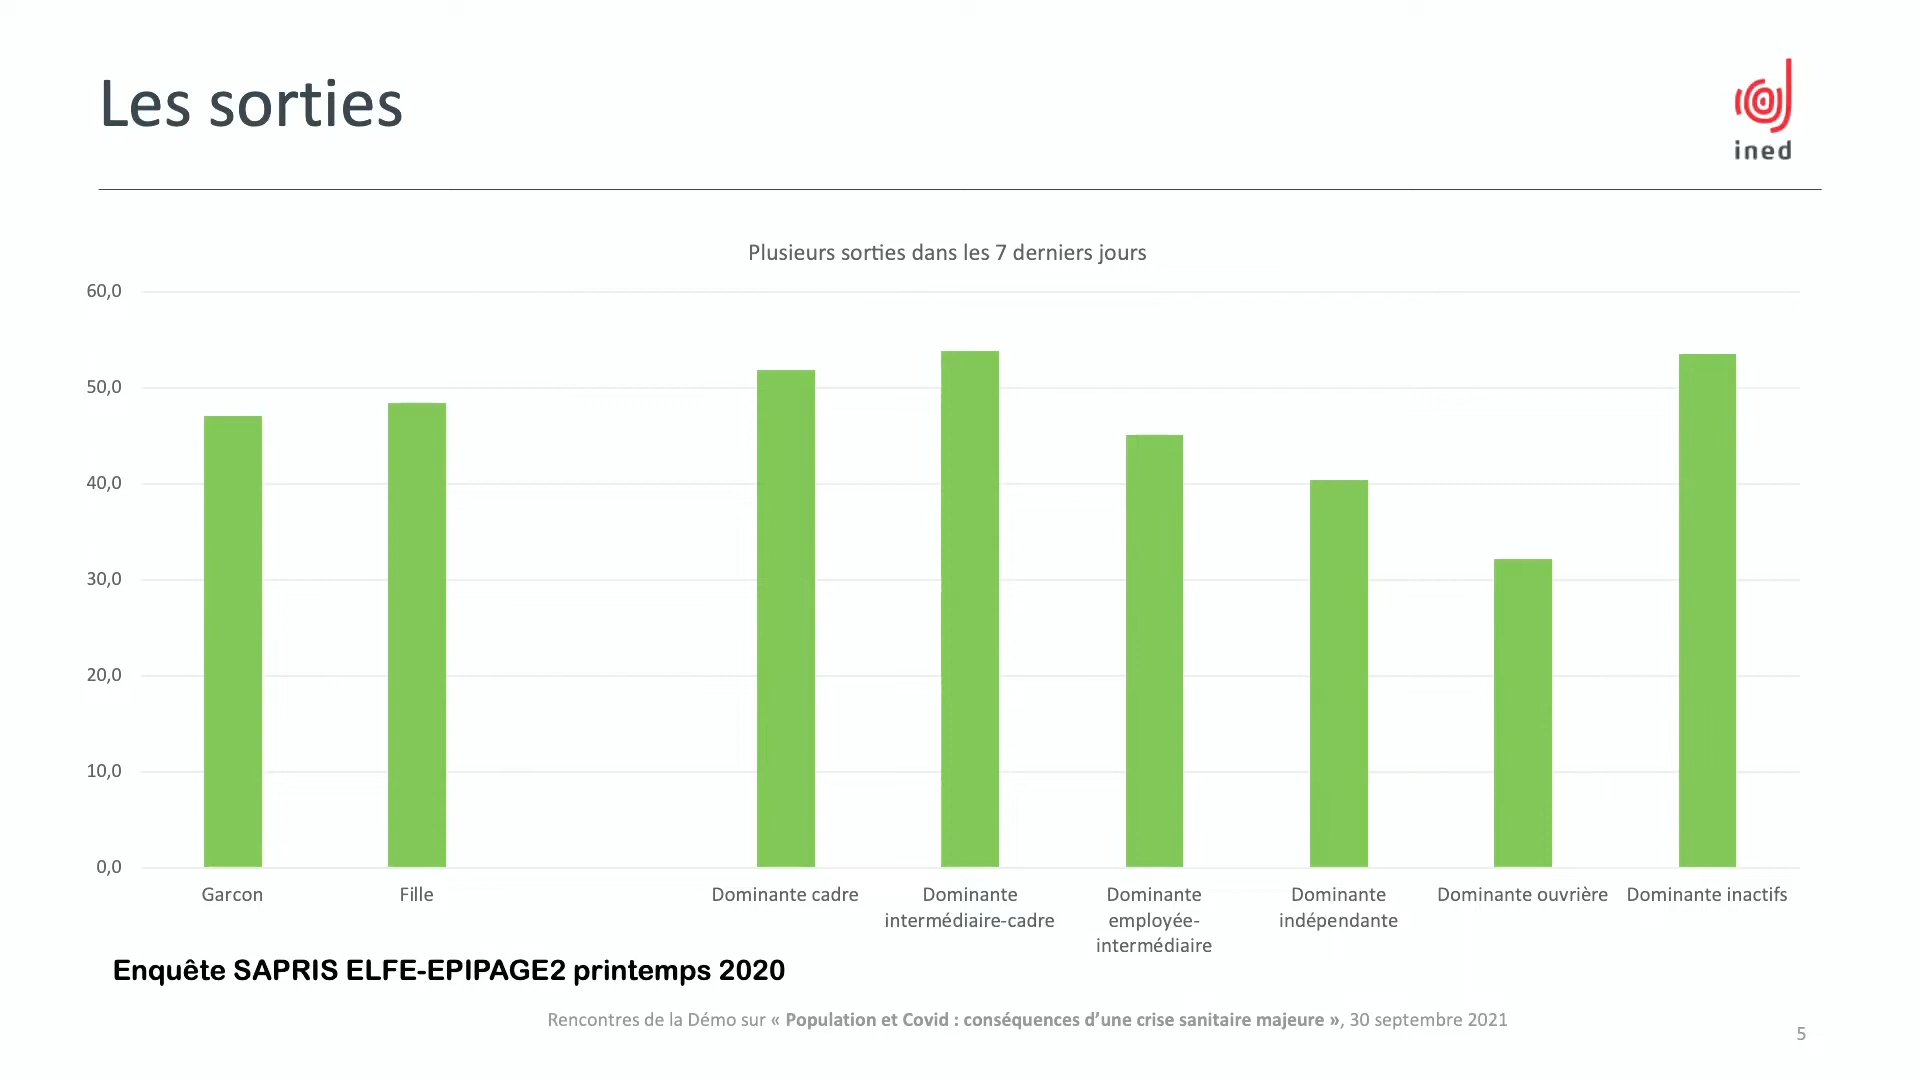 Les sorties
ined
Plusieurs sorties dans les 7 derniers jours
60,0
50,0
40,0
30,0
20,0
10,0
0,0
Garcon
Fille
Dominante cadre
Dominante
intermédiaire-cadre
Dominante
employée-
intermédiaire
Dominante
indépendante
Dominante ouvrière
Dominante inactifs
Enquête SAPRIS ELFE-EPIPAGE2 printemps 2020
Rencontres de la Démo sur « Population et Covid : conséquences d’une crise sanitaire majeure », 30 septembre 2021
5